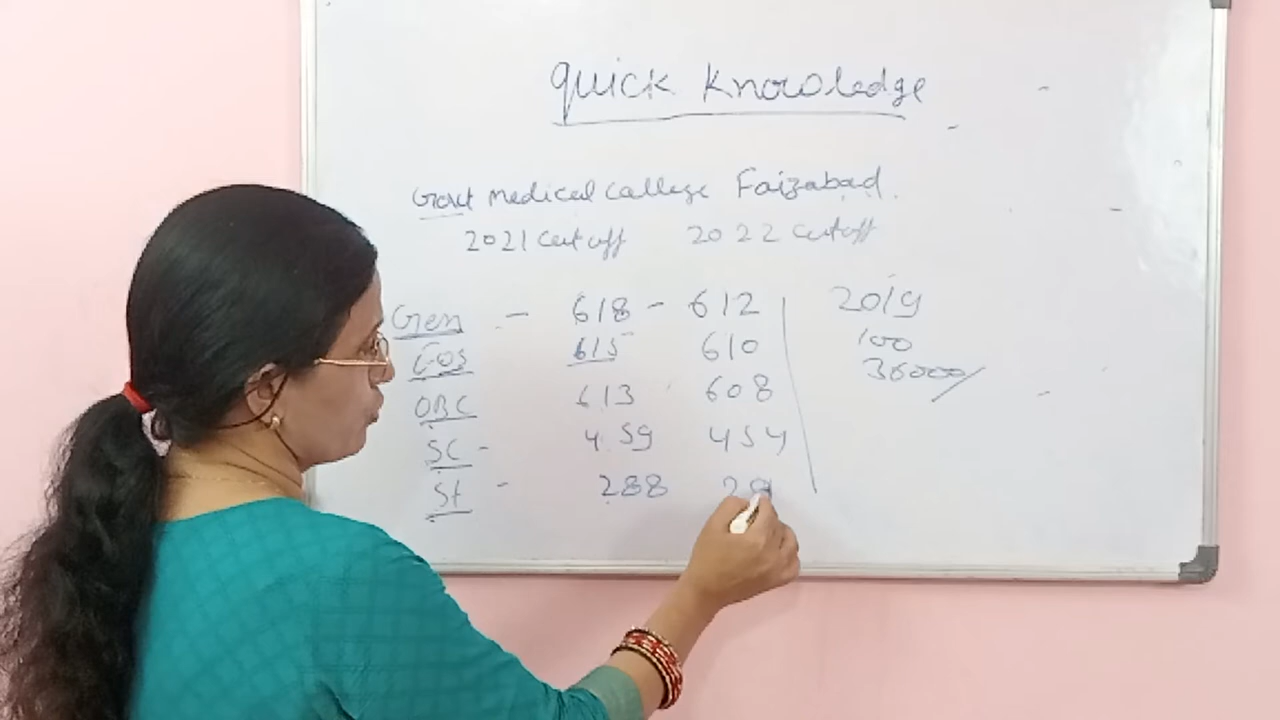 Quick Knowledge
Govt Medical College Faizabad.
2021 cutoff 2022 cutoff
Gen - 618 - 612
EWS 615 610
OBC 613 608
SC - 459 454
St - 288
2019
100
36000/